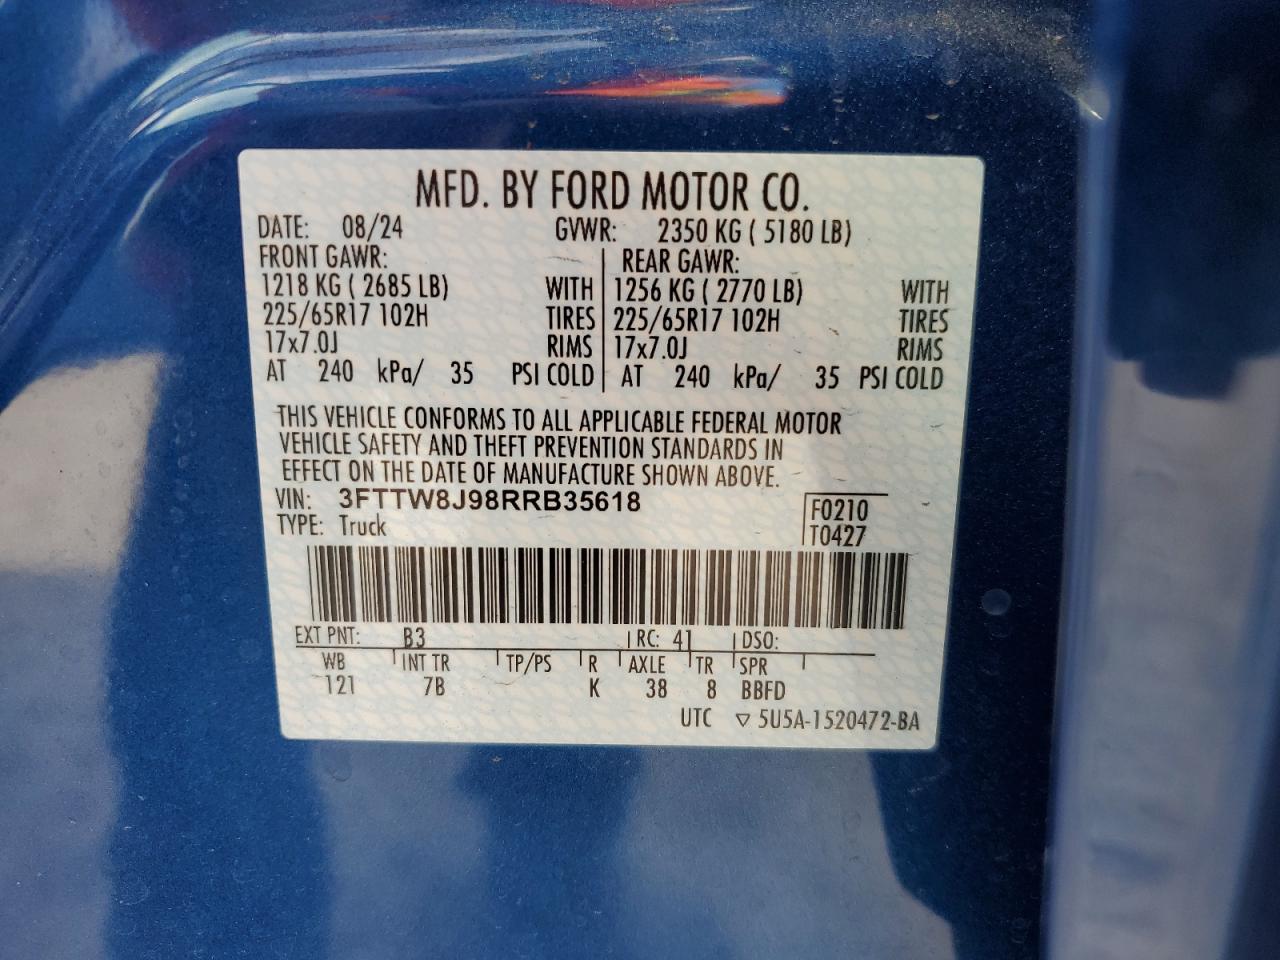 MFD. BY FORD MOTOR CO.
DATE: 08/24 GVWR: 2350 KG ( 5180 LB)
FRONT GAWR: REAR GAWR:
1218 KG ( 2685 LB) WITH 1256 KG ( 2770 LB) WITH
225/65R17 102H TIRES 225/65R17 102H TIRES
17x7.0J RIMS 17x7.0J RIMS
AT 240 kPa/ 35 PSI COLD AT 240 kPa/ 35 PSI COLD
THIS VEHICLE CONFORMS TO ALL APPLICABLE FEDERAL MOTOR
VEHICLE SAFETY AND THEFT PREVENTION STANDARDS IN
EFFECT ON THE DATE OF MANUFACTURE SHOWN ABOVE.
VIN: 3FTTW8J98RRB35618 F0210
TYPE: Truck T0427
EXT PNT: B3 RC: 41 DSO:
WB INT TR TP/PS R AXLE TR SPR
121 7B K 38 8 BBFD
UTC ▽ 5U5A-1520472-BA